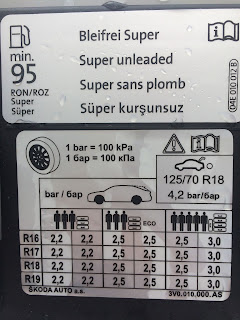 min.
95
RON/ROZ
Super
Süper
Bleifrei Super
Super unleaded
Super sans plomb
Süper kurşunsuz
04E 010 012 B
1 bar = 100 kPa
1 бар = 100 кПа
125/70 R18
4,2 bar/бар
bar / бар
ECO
R16 2,2 2,2 2,5 2,5 2,5 3,0
R17 2,2 2,2 2,5 2,5 2,5 3,0
R18 2,2 2,2 2,5 2,5 2,5 3,0
R19 2,2 2,2 2,5 2,5 2,5 3,0
ŠKODA AUTO a.s.
3V0.010.000.AS